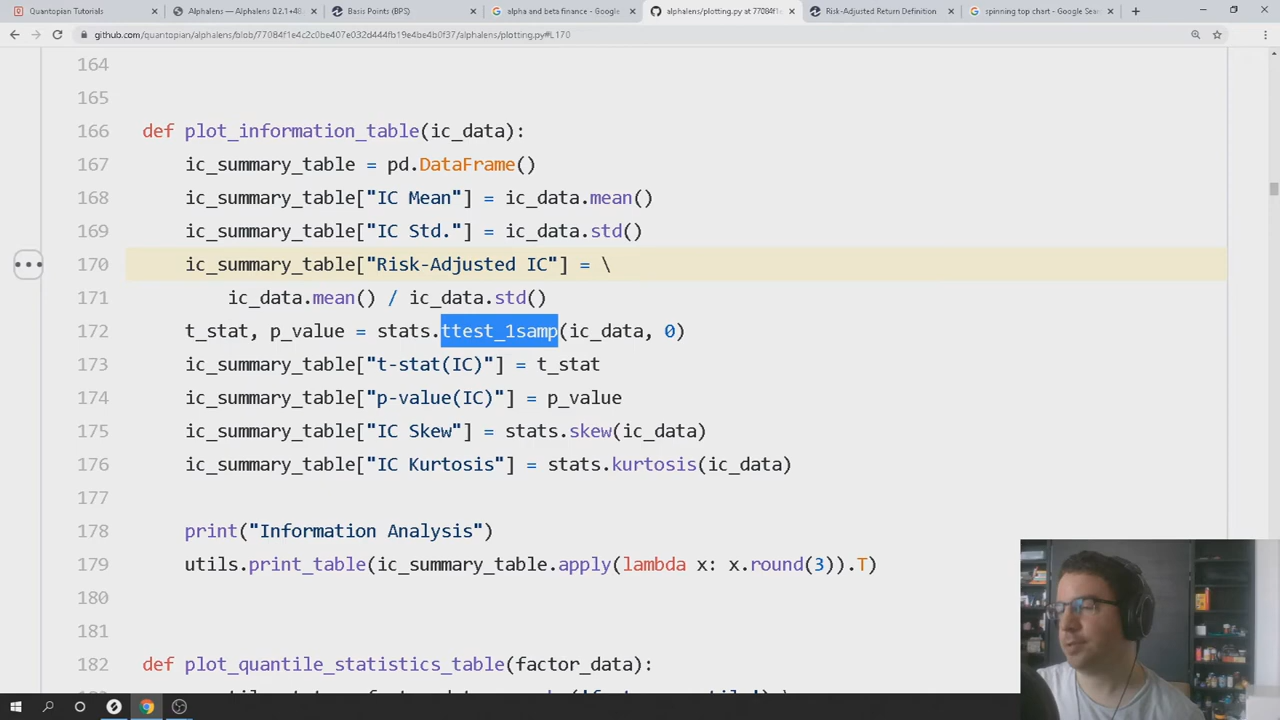 Quantopian Tutorials
Alphalens — Alphalens 0.2.1+48
Basis Points (BPS)
alpha and beta finance - Google
alphalens/plotting.py at 77084f1
Risk-Adjusted Return Definition
spinning top chart - Google Sear
github.com/quantopian/alphalens/blob/77084f1e4c2c0be407e032d444fb19e4be4b0f37/alphalens/plotting.py#L170
164
165
166 def plot_information_table(ic_data):
167 ic_summary_table = pd.DataFrame()
168 ic_summary_table["IC Mean"] = ic_data.mean()
169 ic_summary_table["IC Std."] = ic_data.std()
170 ic_summary_table["Risk-Adjusted IC"] = \
171 ic_data.mean() / ic_data.std()
172 t_stat, p_value = stats.ttest_1samp(ic_data, 0)
173 ic_summary_table["t-stat(IC)"] = t_stat
174 ic_summary_table["p-value(IC)"] = p_value
175 ic_summary_table["IC Skew"] = stats.skew(ic_data)
176 ic_summary_table["IC Kurtosis"] = stats.kurtosis(ic_data)
177
178 print("Information Analysis")
179 utils.print_table(ic_summary_table.apply(lambda x: x.round(3)).T)
180
181
182 def plot_quantile_statistics_table(factor_data):